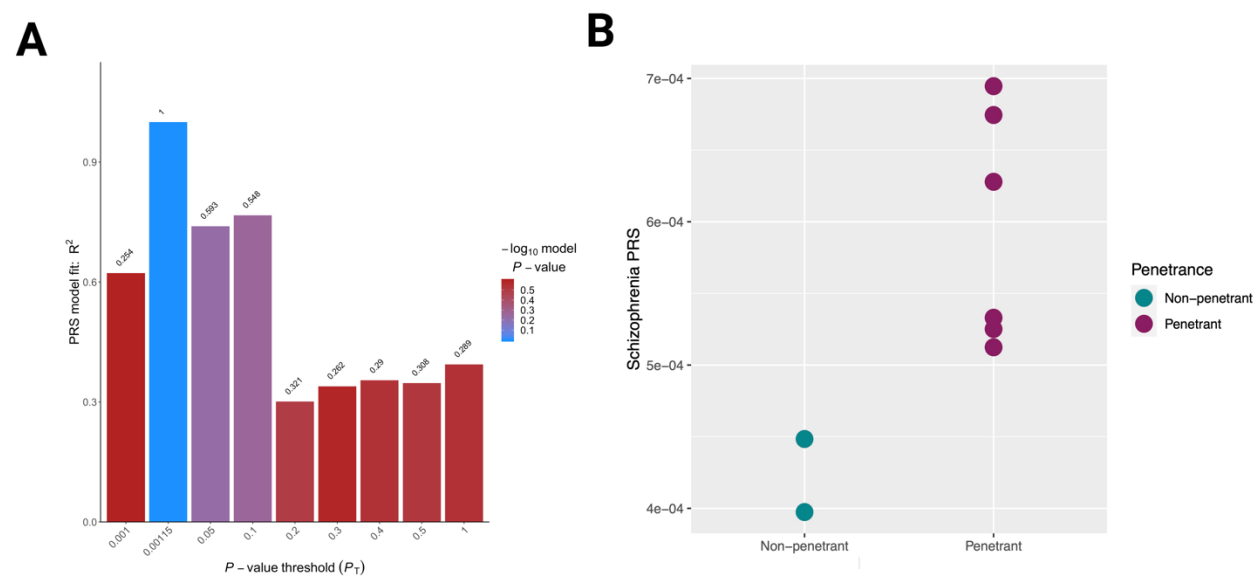 A
PRS model fit: R²
0.9
0.6
0.3
0.0
0.254
1
0.593
0.548
0.321
0.262
0.29
0.308
0.289
0.001
0.00115
0.05
0.1
0.2
0.3
0.4
0.5
1
P − value threshold (PT)
− log10 model
P − value
0.5
0.4
0.3
0.2
0.1
B
Schizophrenia PRS
7e−04
6e−04
5e−04
4e−04
Non−penetrant
Penetrant
Penetrance
Non−penetrant
Penetrant